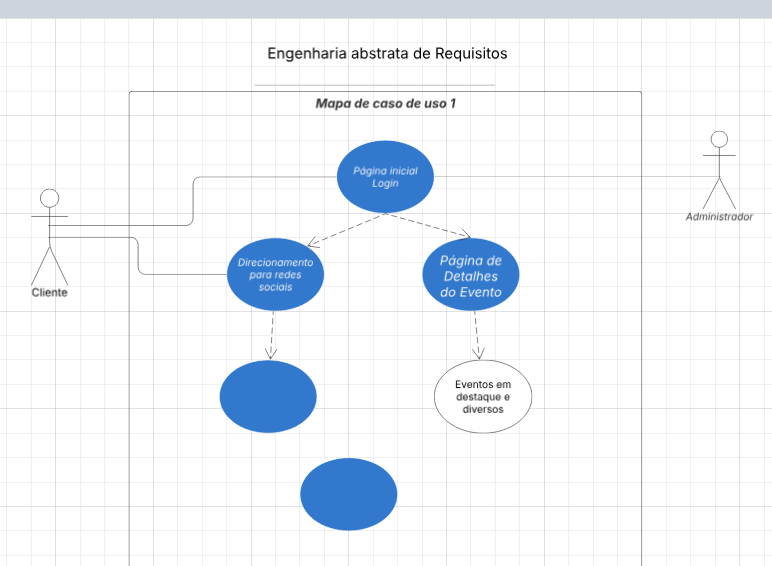 Engenharia abstrata de Requisitos
Mapa de caso de uso 1
Página inicial
Login
Administrador
Direcionamento
para redes
sociais
Página de
Detalhes
do Evento
Cliente
Eventos em
destaque e
diversos